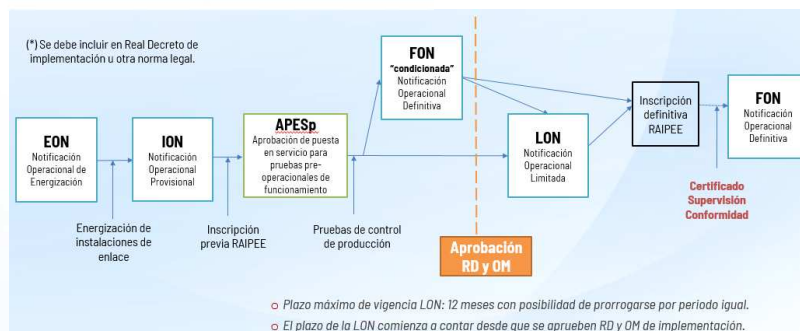 (*) Se debe incluir en Real Decreto de
implementación u otra norma legal.
FON
"condicionada"
Notificación
Operacional
Definitiva
EON
Notificación
Operacional de
Energización
ION
Notificación
Operacional
Provisional
APESp
Aprobación de puesta
en servicio para
pruebas pre-
operacionales de
funcionamiento
LON
Notificación
Operacional
Limitada
Inscripción
definitiva
RAIPEE
FON
Notificación
Operacional
Definitiva
Energización de
instalaciones de
enlace
Inscripción
previa RAIPEE
Pruebas de control
de producción
Certificado
Supervisión
Conformidad
Aprobación
RD y OM
Plazo máximo de vigencia LON: 12 meses con posibilidad de prorrogarse por periodo igual.
El plazo de la LON comienza a contar desde que se aprueben RD y OM de implementación.